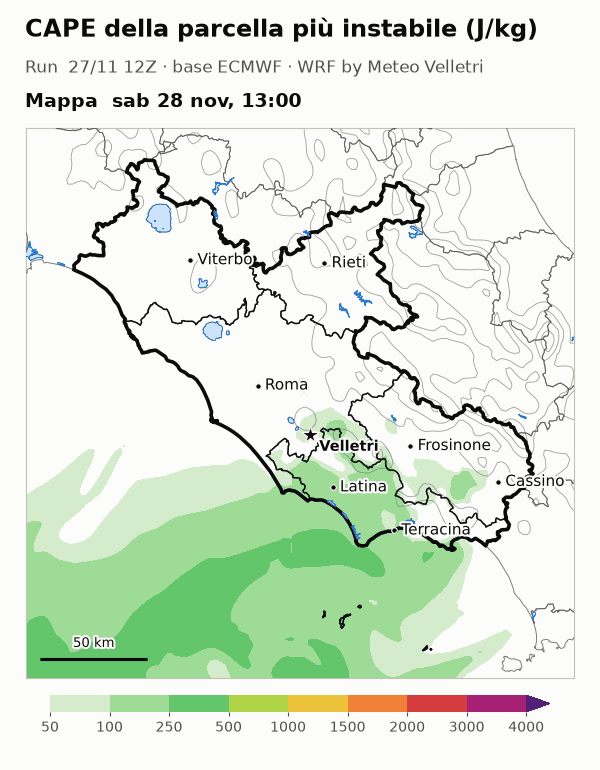 CAPE della parcella più instabile (J/kg)
Run  27/11 12Z · base ECMWF · WRF by Meteo Velletri
Mappa  sab 28 nov, 13:00
Viterbo
Rieti
Roma
Velletri
Frosinone
Latina
Cassino
Terracina
50 km
50 100 250 500 1000 1500 2000 3000 4000